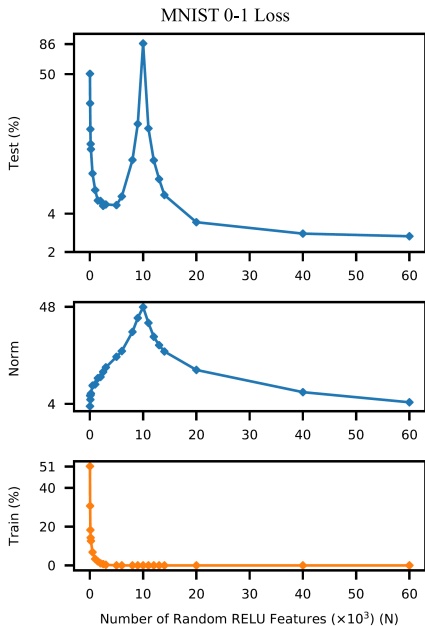 MNIST 0-1 Loss
Test (%)
86
50
4
2
0 10 20 30 40 50 60
Norm
48
4
0 10 20 30 40 50 60
Train (%)
51
40
20
0
0 10 20 30 40 50 60
Number of Random RELU Features (×10³) (N)